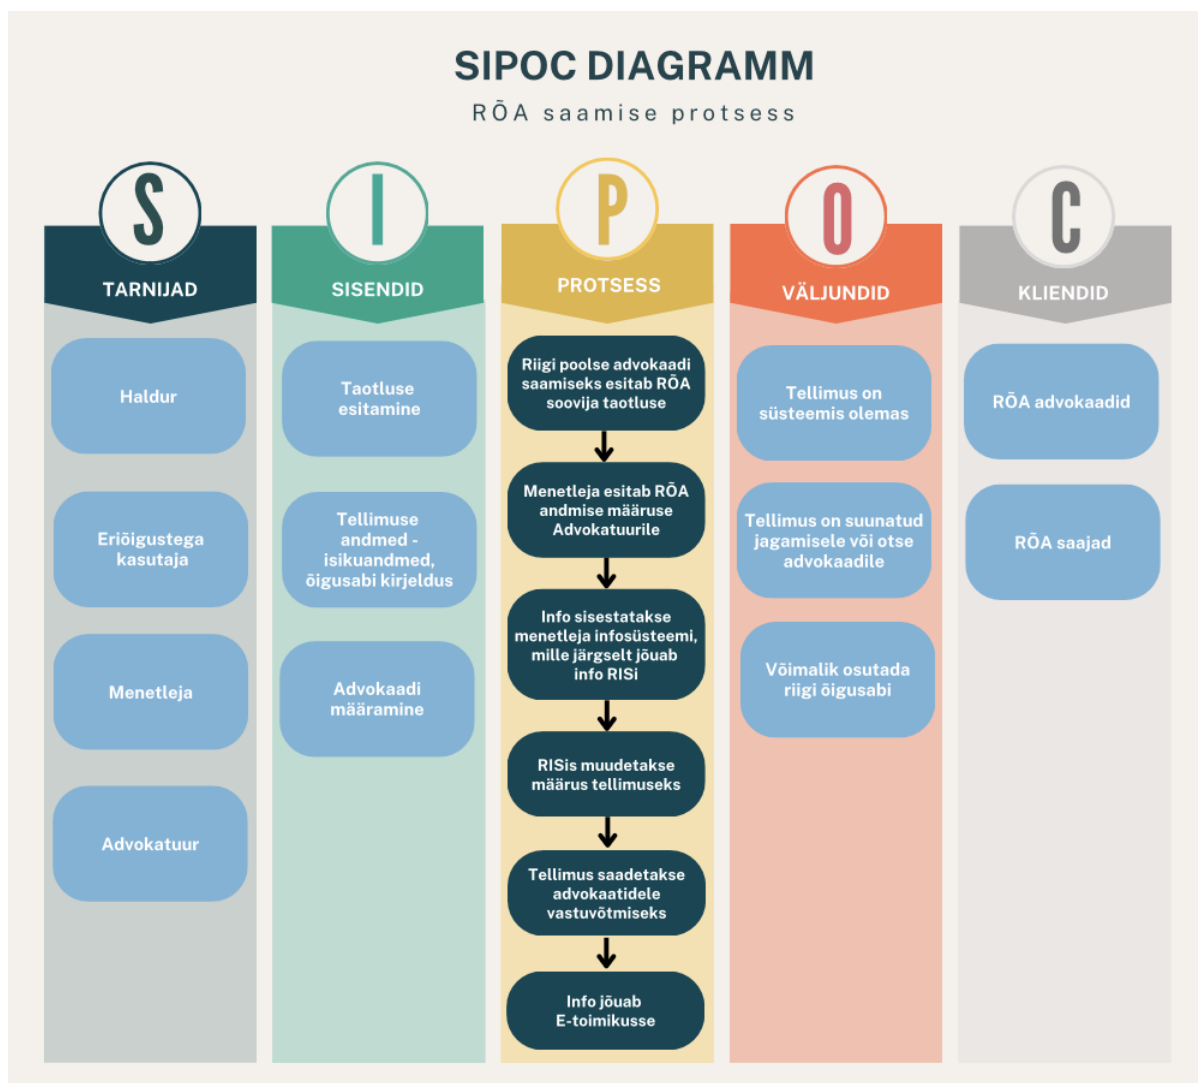 SIPOC DIAGRAMM
RÕA saamise protsess
S
TARNIJAD
Haldur
Eriõigustega
kasutaja
Menetleja
Advokatuur
I
SISENDID
Taotluse
esitamine
Tellimuse
andmed -
isikuandmed,
õigusabi kirjeldus
Advokaadi
määramine
P
PROTSESS
Riigi poolse advokaadi
saamiseks esitab RÕA
soovija taotluse
Menetleja esitab RÕA
andmise määruse
Advokatuurile
Info sisestatakse
menetleja infosüsteemi,
mille järgselt jõuab
info RISi
RISis muudetakse
määrus tellimuseks
Tellimus saadetakse
advokaatidele
vastuvõtmiseks
Info jõuab
E-toimikusse
O
VÄLJUNDID
Tellimus on
süsteemis olemas
Tellimus on suunatud
jagamisele või otse
advokaadile
Võimalik osutada
riigi õigusabi
C
KLIENDID
RÕA advokaadid
RÕA saajad